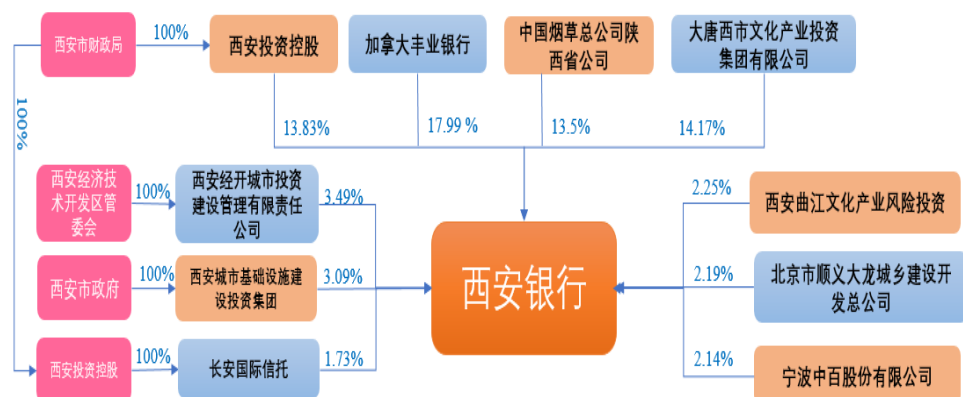 西安市财政局
100%
西安投资控股
加拿大丰业银行
中国烟草总公司陕
西省公司
大唐西市文化产业投资
集团有限公司
13.83%
17.99 %
13.5%
14.17%
100%
西安经济技
术开发区管
委会
100%
西安经开城市投资
建设管理有限责任
公司
3.49%
2.25%
西安曲江文化产业风险投资
西安市政府
100%
西安城市基础设施建
设投资集团
3.09%
西安银行
2.19%
北京市顺义大龙城乡建设开
发总公司
西安投资控股
100%
长安国际信托
1.73%
2.14%
宁波中百股份有限公司